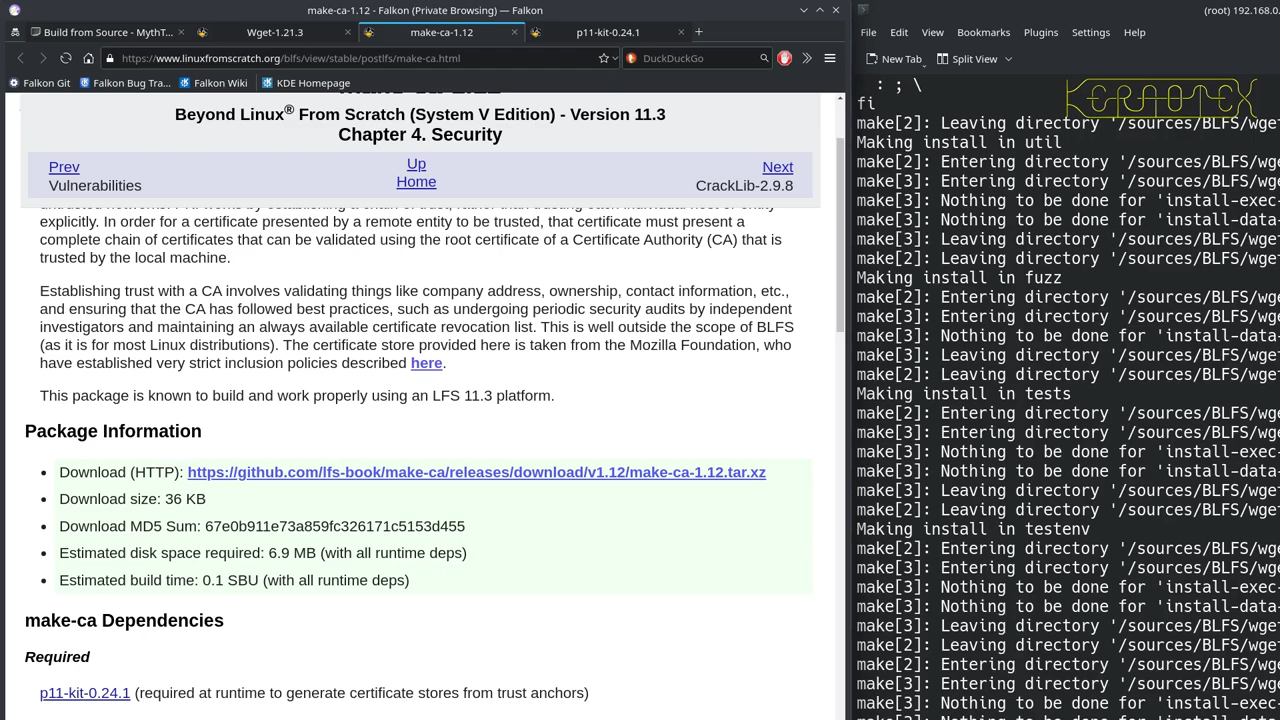 make-ca-1.12 - Falkon (Private Browsing) — Falkon
Build from Source - MythT...
Wget-1.21.3
make-ca-1.12
p11-kit-0.24.1
https://www.linuxfromscratch.org/blfs/view/stable/postlfs/make-ca.html
DuckDuckGo
Falkon Git
Falkon Bug Tra...
Falkon Wiki
KDE Homepage
Beyond Linux® From Scratch (System V Edition) - Version 11.3
Chapter 4. Security
Prev
Up
Next
Vulnerabilities
Home
CrackLib-2.9.8
explicitly. In order for a certificate presented by a remote entity to be trusted, that certificate must present a
complete chain of certificates that can be validated using the root certificate of a Certificate Authority (CA) that is
trusted by the local machine.
Establishing trust with a CA involves validating things like company address, ownership, contact information, etc.,
and ensuring that the CA has followed best practices, such as undergoing periodic security audits by independent
investigators and maintaining an always available certificate revocation list. This is well outside the scope of BLFS
(as it is for most Linux distributions). The certificate store provided here is taken from the Mozilla Foundation, who
have established very strict inclusion policies described here.
This package is known to build and work properly using an LFS 11.3 platform.
Package Information
• Download (HTTP): https://github.com/lfs-book/make-ca/releases/download/v1.12/make-ca-1.12.tar.xz
• Download size: 36 KB
• Download MD5 Sum: 67e0b911e73a859fc326171c5153d455
• Estimated disk space required: 6.9 MB (with all runtime deps)
• Estimated build time: 0.1 SBU (with all runtime deps)
make-ca Dependencies
Required
p11-kit-0.24.1 (required at runtime to generate certificate stores from trust anchors)
(root) 192.168.0.
File Edit View Bookmarks Plugins Settings Help
New Tab
Split View
: ; \
fi
make[2]: Leaving directory '/sources/BLFS/wget
Making install in util
make[2]: Entering directory '/sources/BLFS/wge
make[3]: Entering directory '/sources/BLFS/wge
make[3]: Nothing to be done for 'install-exec-
make[3]: Nothing to be done for 'install-data-
make[3]: Leaving directory '/sources/BLFS/wget
make[2]: Leaving directory '/sources/BLFS/wget
Making install in fuzz
make[2]: Entering directory '/sources/BLFS/wge
make[3]: Entering directory '/sources/BLFS/wge
make[3]: Nothing to be done for 'install-exec-
make[3]: Nothing to be done for 'install-data-
make[3]: Leaving directory '/sources/BLFS/wget
make[2]: Leaving directory '/sources/BLFS/wget
Making install in tests
make[2]: Entering directory '/sources/BLFS/wge
make[3]: Entering directory '/sources/BLFS/wge
make[3]: Nothing to be done for 'install-exec-
make[3]: Nothing to be done for 'install-data-
make[3]: Leaving directory '/sources/BLFS/wget
make[2]: Leaving directory '/sources/BLFS/wget
Making install in testenv
make[2]: Entering directory '/sources/BLFS/wge
make[3]: Entering directory '/sources/BLFS/wge
make[3]: Nothing to be done for 'install-exec-
make[3]: Nothing to be done for 'install-data-
make[3]: Leaving directory '/sources/BLFS/wget
make[2]: Leaving directory '/sources/BLFS/wget
make[2]: Entering directory '/sources/BLFS/wge
make[3]: Entering directory '/sources/BLFS/wge
make[3]: Nothing to be done for 'install-exec-